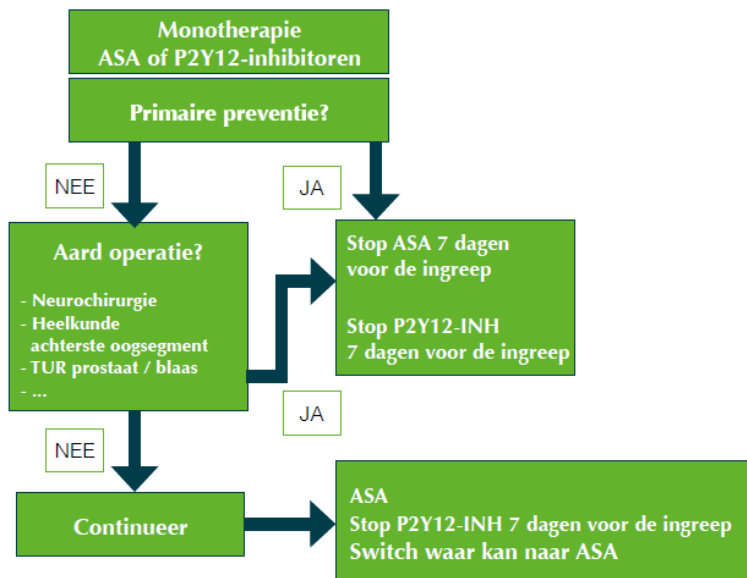 Monotherapie
ASA of P2Y12-inhibitoren
Primaire preventie?
NEE
JA
Aard operatie?
- Neurochirurgie
- Heelkunde
achterste oogsegment
- TUR prostaat / blaas
- ...
Stop ASA 7 dagen
voor de ingreep
Stop P2Y12-INH
7 dagen voor de ingreep
JA
NEE
Continueer
ASA
Stop P2Y12-INH 7 dagen voor de ingreep
Switch waar kan naar ASA